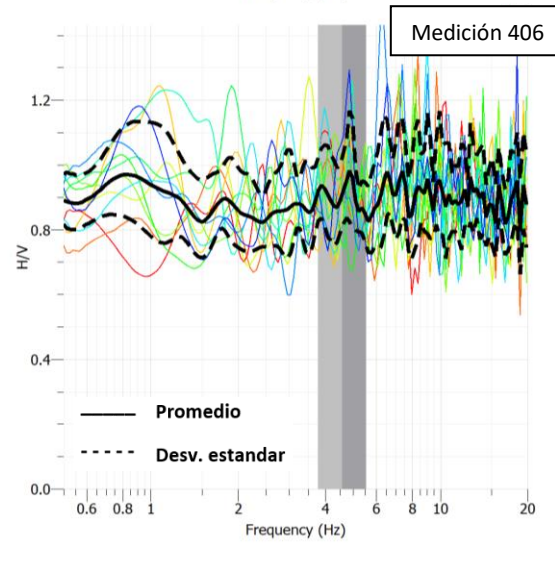 Medición 406
1.2
0.8
0.4
0.0
H/V
Promedio
Desv. estandar
0.6 0.8 1 2 4 6 8 10 20
Frequency (Hz)